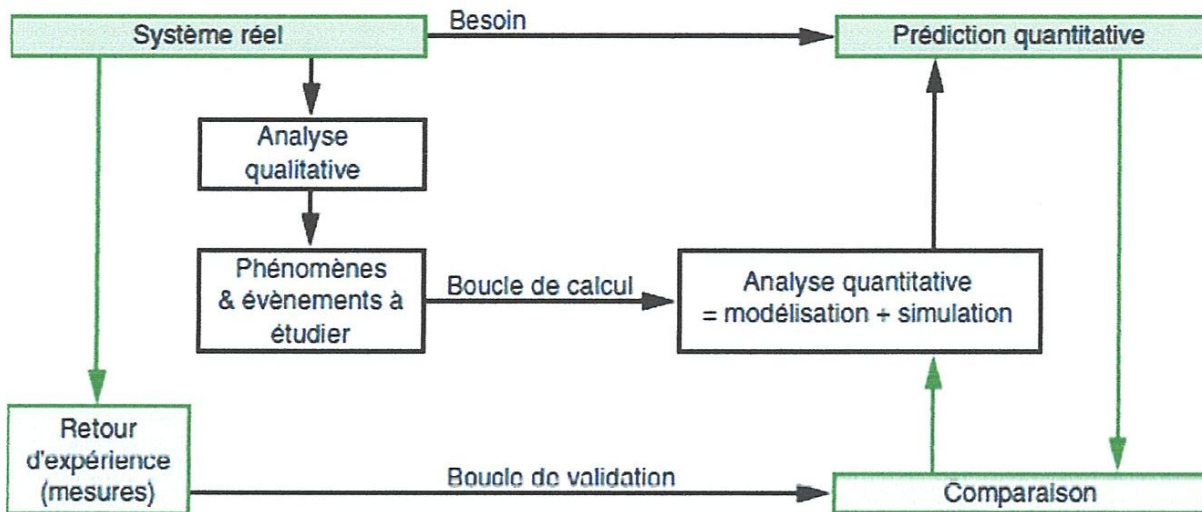 Système réel
Besoin
Prédiction quantitative
Analyse
qualitative
Phénomènes
& évènements à
étudier
Boucle de calcul
Analyse quantitative
= modélisation + simulation
Retour
d'expérience
(mesures)
Boucle de validation
Comparaison